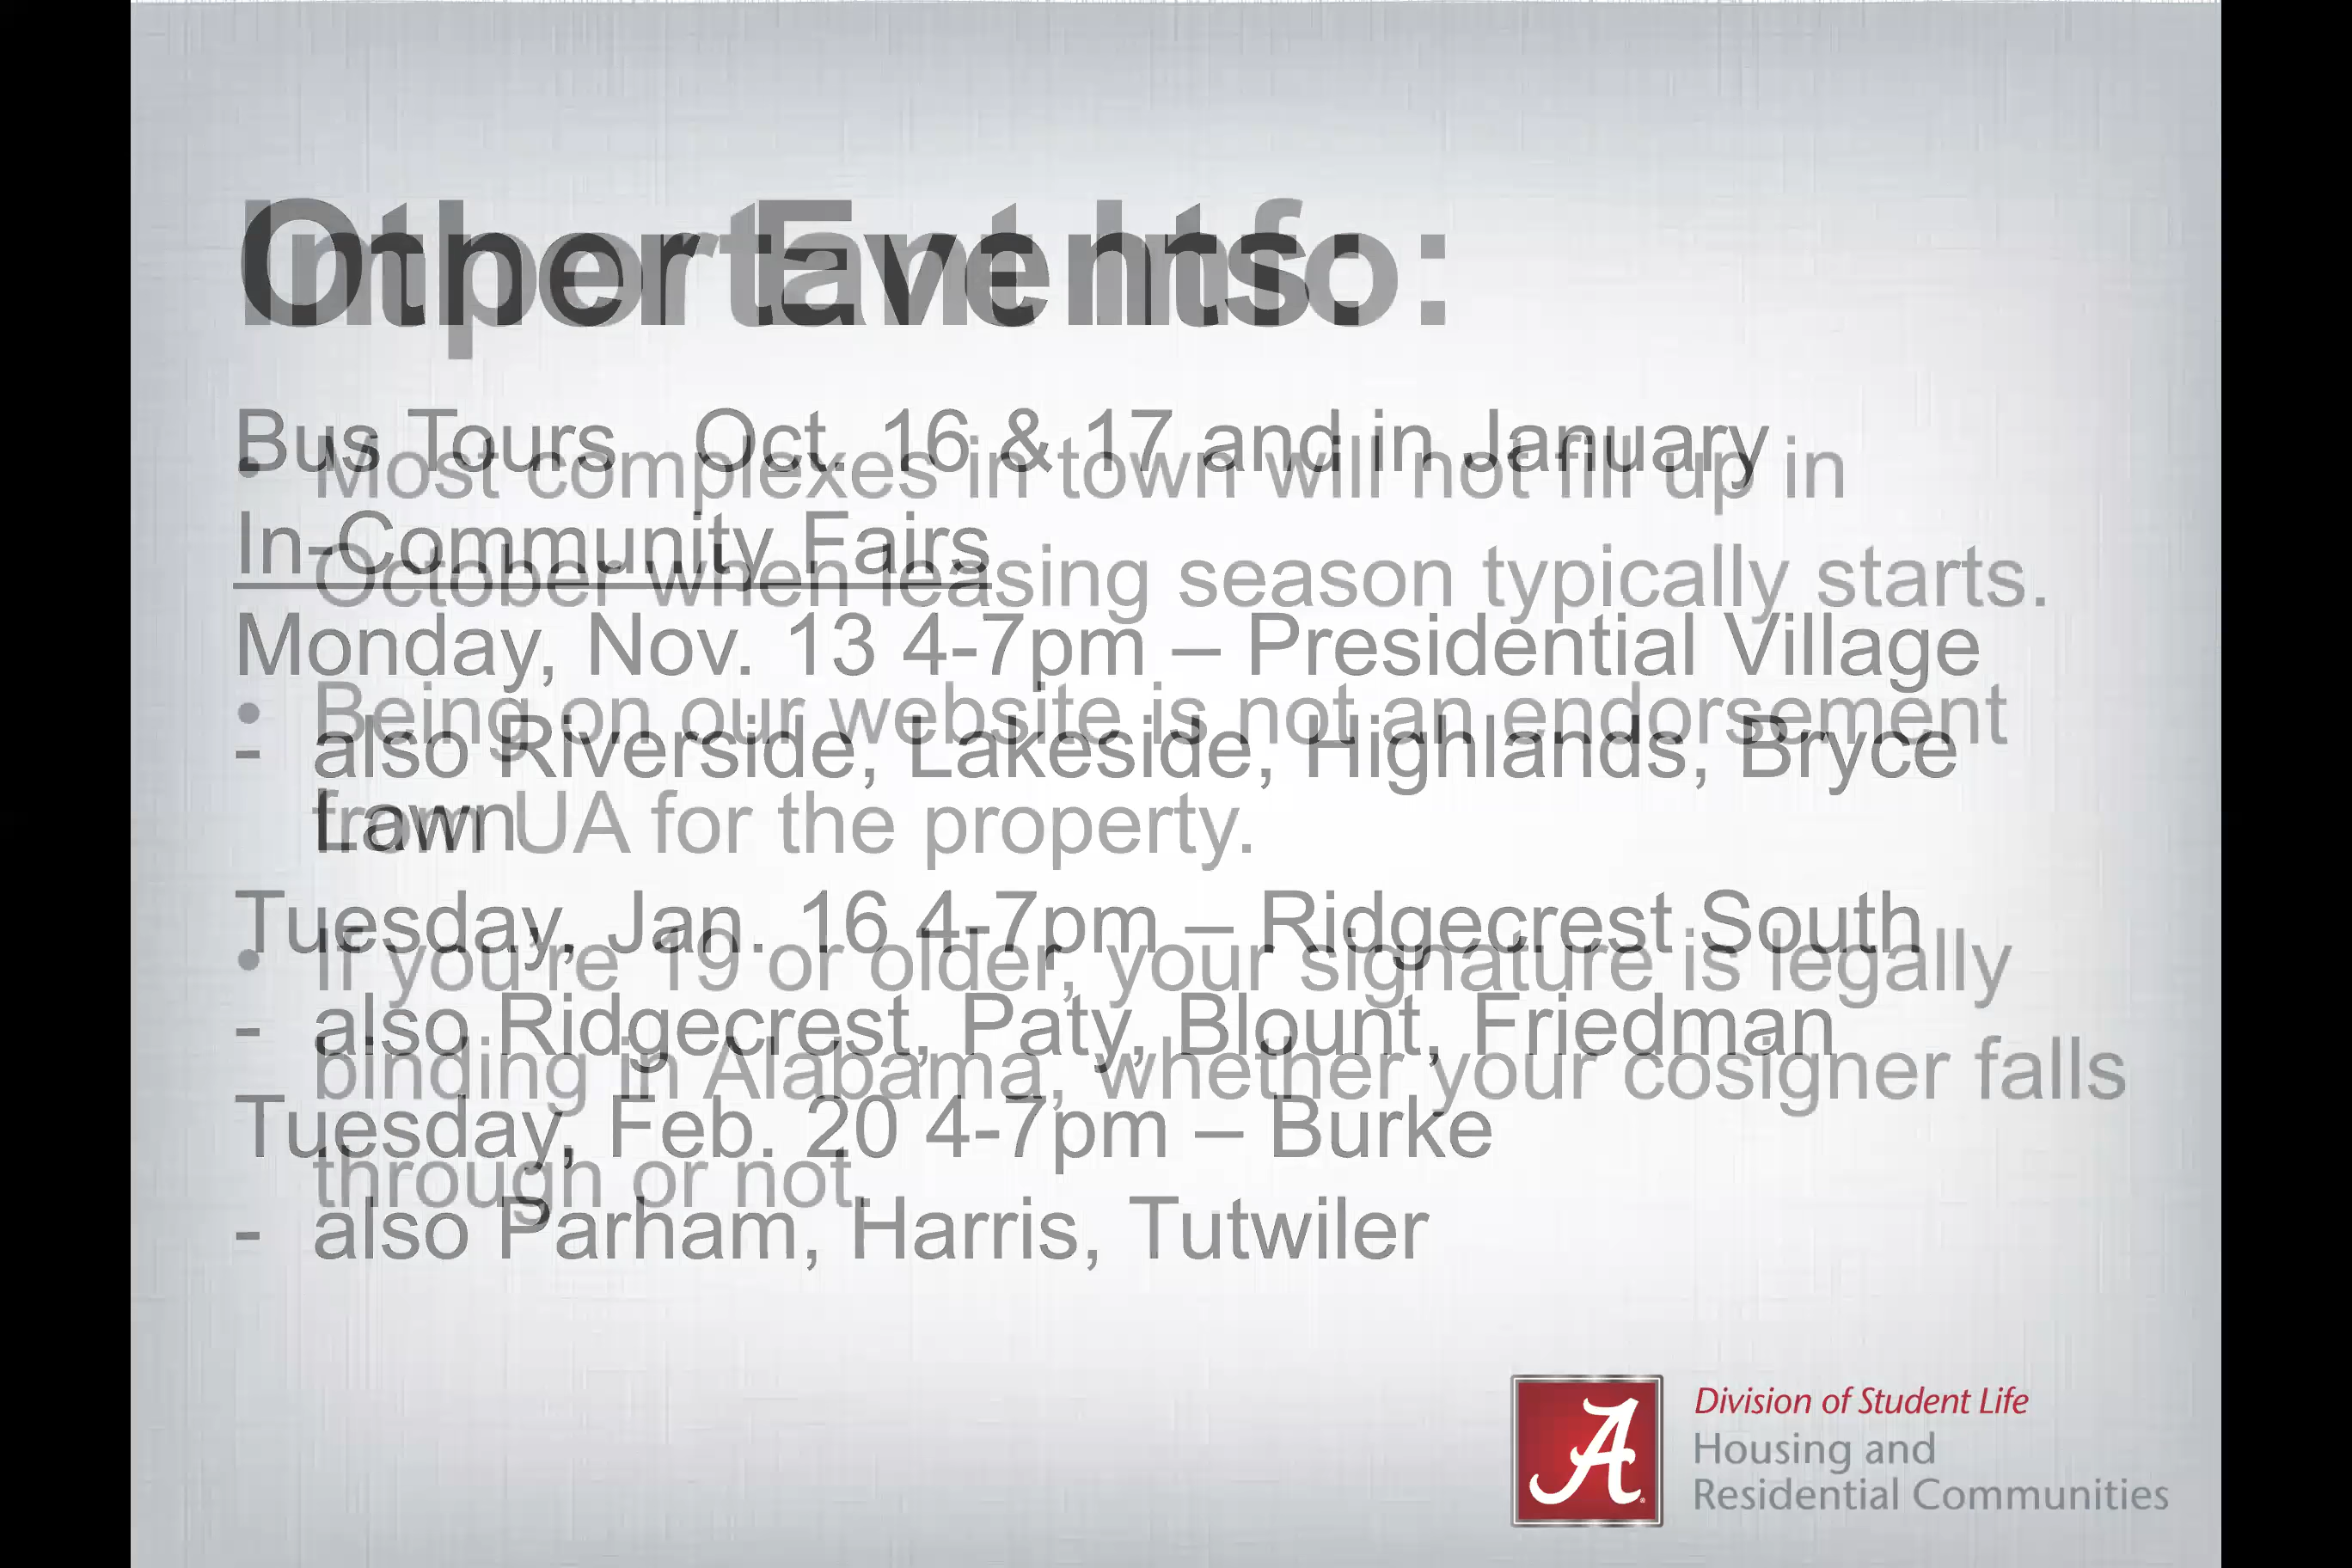 Other Events:
Bus Tours Oct. 16 & 17 and in January
In-Community Fairs
Monday, Nov. 13 4-7pm – Presidential Village
- also Riverside, Lakeside, Highlands, Bryce
Lawn
Tuesday, Jan. 16 4-7pm – Ridgecrest South
- also Ridgecrest, Paty, Blount, Friedman
Tuesday, Feb. 20 4-7pm – Burke
- also Parham, Harris, Tutwiler
Important Info:
• Most complexes in town will not fill up in
October when leasing season typically starts.
• Being on our website is not an endorsement
from UA for the property.
• If you're 19 or older, your signature is legally
binding in Alabama, whether your cosigner falls
through or not.
A
Division of Student Life
Housing and
Residential Communities